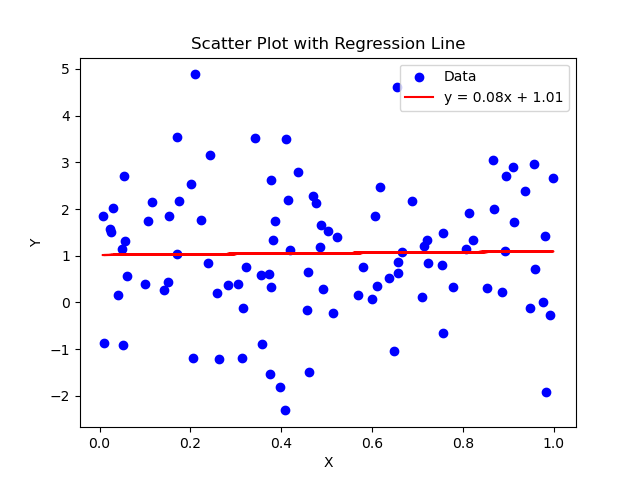 Scatter Plot with Regression Line
Data
y = 0.08x + 1.01
5
4
3
2
1
0
−1
−2
Y
0.0 0.2 0.4 0.6 0.8 1.0
X